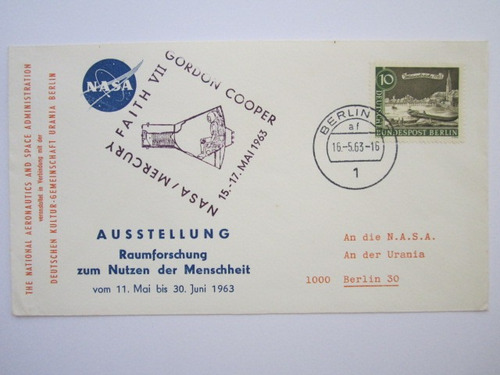 THE NATIONAL AERONAUTICS AND SPACE ADMINISTRATION
veranstaltet in Verbindung mit der
DEUTSCHEN KULTUR-GEMEINSCHAFT URANIA BERLIN
NASA
NASA/MERCURY FAITH VII
GORDON COOPER
15.-17. MAI 1963
BERLIN
af
16.-5.63-16
1
10
DEUTSCHE BUNDESPOST BERLIN
AUSSTELLUNG
Raumforschung
zum Nutzen der Menschheit
vom 11. Mai bis 30. Juni 1963
An die N.A.S.A.
An der Urania
1000 Berlin 30